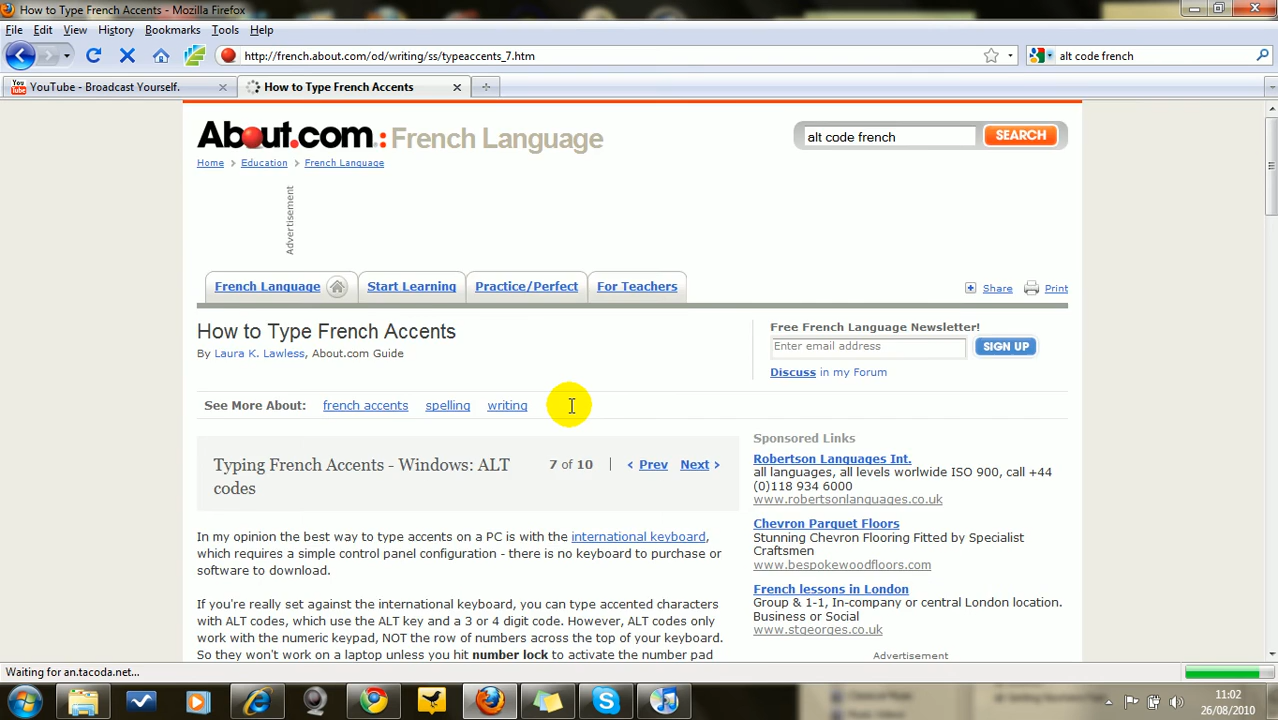 How to Type French Accents - Mozilla Firefox
File Edit View History Bookmarks Tools Help
http://french.about.com/od/writing/ss/typeaccents_7.htm
alt code french
You Tube
YouTube - Broadcast Yourself.
How to Type French Accents
About.com: French Language
alt code french
SEARCH
Home > Education > French Language
Advertisement
French Language
Start Learning
Practice/Perfect
For Teachers
Share
Print
How to Type French Accents
By Laura K. Lawless, About.com Guide
Free French Language Newsletter!
Enter email address
SIGN UP
Discuss in my Forum
See More About: french accents spelling writing
Typing French Accents - Windows: ALT
codes
7 of 10 | < Prev Next >
In my opinion the best way to type accents on a PC is with the international keyboard,
which requires a simple control panel configuration - there is no keyboard to purchase or
software to download.
If you're really set against the international keyboard, you can type accented characters
with ALT codes, which use the ALT key and a 3 or 4 digit code. However, ALT codes only
work with the numeric keypad, NOT the row of numbers across the top of your keyboard.
So they won't work on a laptop unless you hit number lock to activate the number pad
Sponsored Links
Robertson Languages Int.
all languages, all levels worlwide ISO 900, call +44
(0)118 934 6000
www.robertsonlanguages.co.uk
Chevron Parquet Floors
Stunning Chevron Flooring Fitted by Specialist
Craftsmen
www.bespokewoodfloors.com
French lessons in London
Group & 1-1, In-company or central London location.
Business or Social
www.stgeorges.co.uk
Advertisement
Waiting for an.tacoda.net...
11:02
26/08/2010